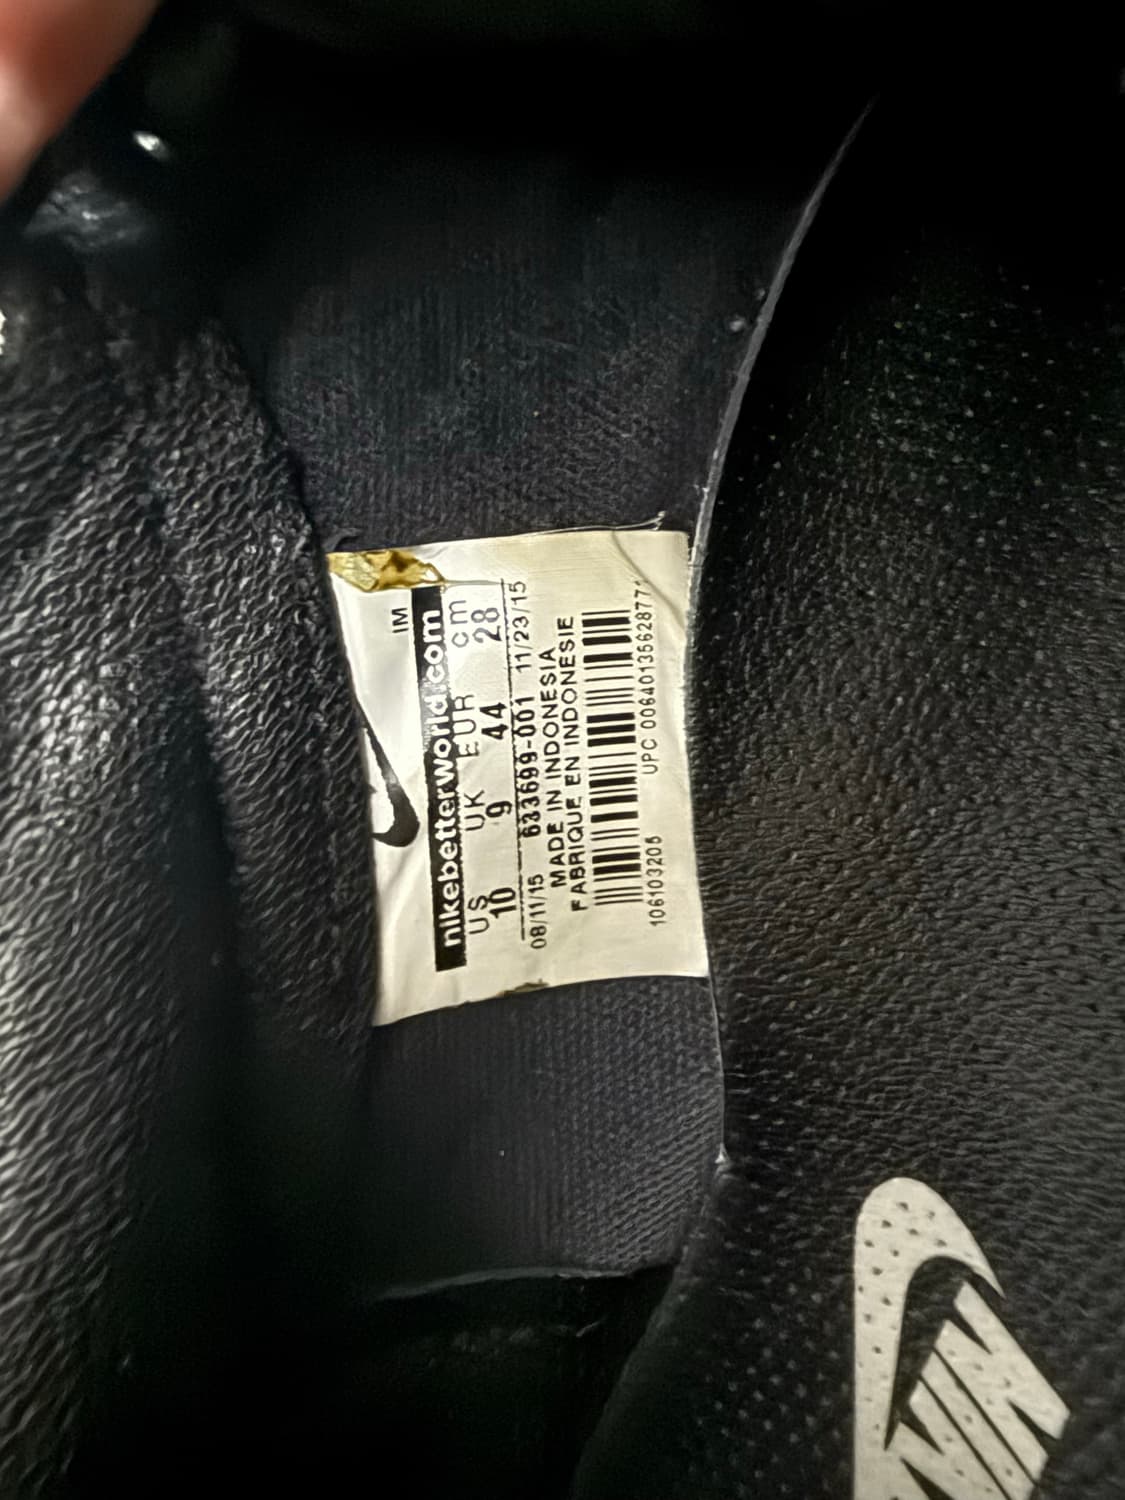 IM
nikebetterworld.com
US UK EUR cm
10 9 44 28
08/11/15 633699-001 11/23/15
MADE IN INDONESIA
FABRIQUE EN INDONESIE
106103205 UPC 00640135628771